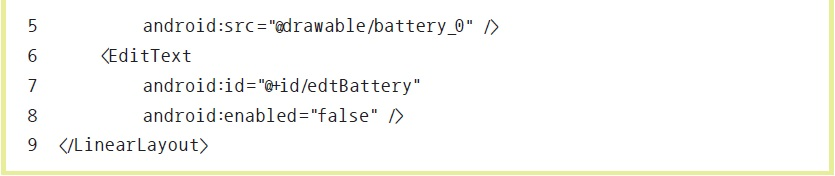 5            android:src="@drawable/battery_0" />
6        <EditText
7            android:id="@+id/edtBattery"
8            android:enabled="false" />
9    </LinearLayout>